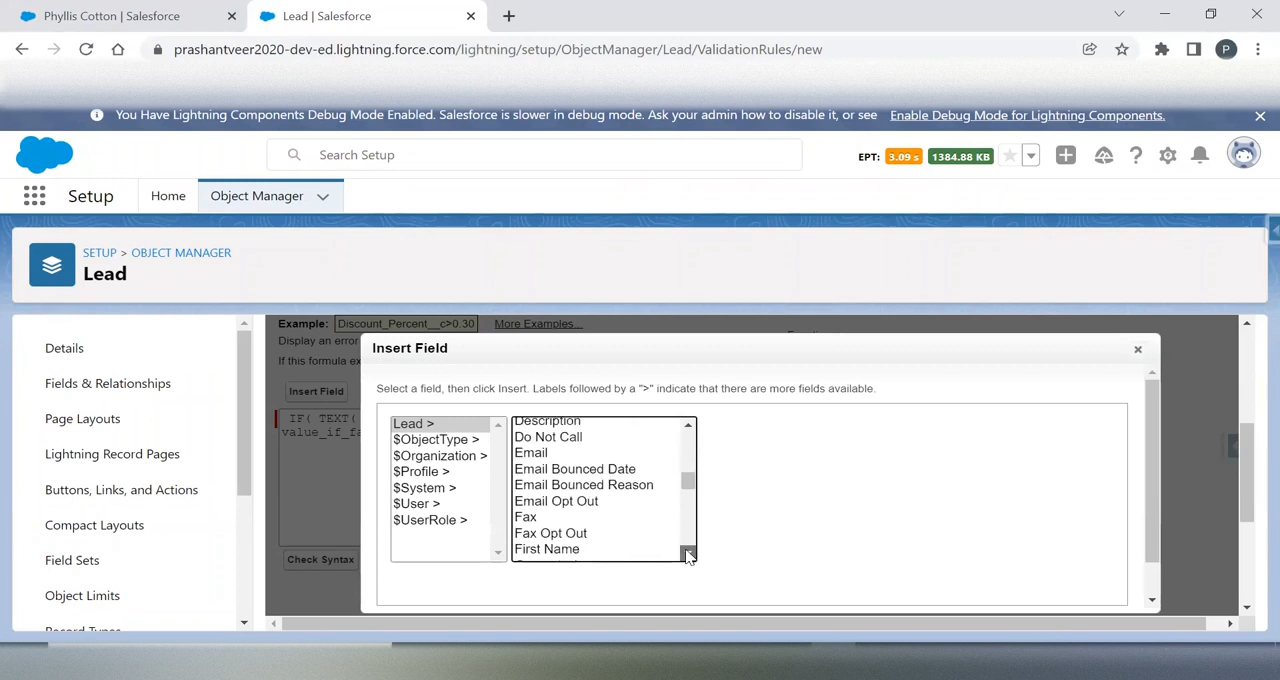 Phyllis Cotton | Salesforce
Lead | Salesforce
prashantveer2020-dev-ed.lightning.force.com/lightning/setup/ObjectManager/Lead/ValidationRules/new
P
You Have Lightning Components Debug Mode Enabled. Salesforce is slower in debug mode. Ask your admin how to disable it, or see Enable Debug Mode for Lightning Components.
Search Setup
EPT: 3.09 s 1384.88 KB
Setup
Home
Object Manager
SETUP > OBJECT MANAGER
Lead
Details
Fields & Relationships
Page Layouts
Lightning Record Pages
Buttons, Links, and Actions
Compact Layouts
Field Sets
Object Limits
Record Types
Example: Discount_Percent__c>0.30 More Examples...
Display an error
If this formula ex
Insert Field
IF( TEXT(
value_if_fa
Check Syntax
Insert Field
Select a field, then click Insert. Labels followed by a ">" indicate that there are more fields available.
Lead >
$ObjectType >
$Organization >
$Profile >
$System >
$User >
$UserRole >
Description
Do Not Call
Email
Email Bounced Date
Email Bounced Reason
Email Opt Out
Fax
Fax Opt Out
First Name